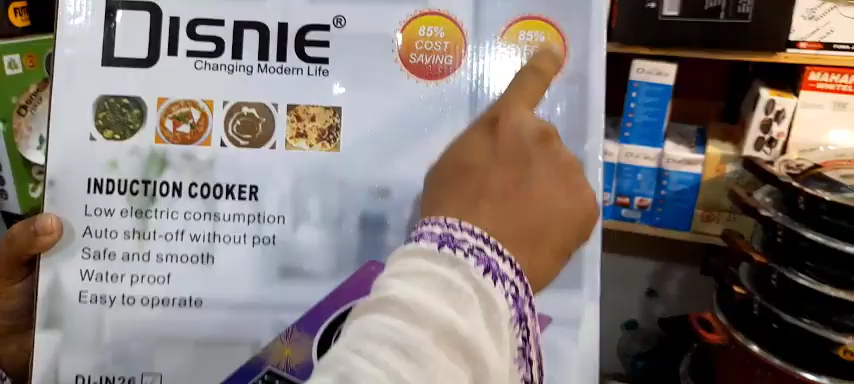 DISNIE®
Changing Modern Life
85%
COST
SAVING
85%
INDUCTION COOKER
Low electric consumption
Auto shut-off without pot
Safe and smooth
Water proof
Easy to operate
MAHAR